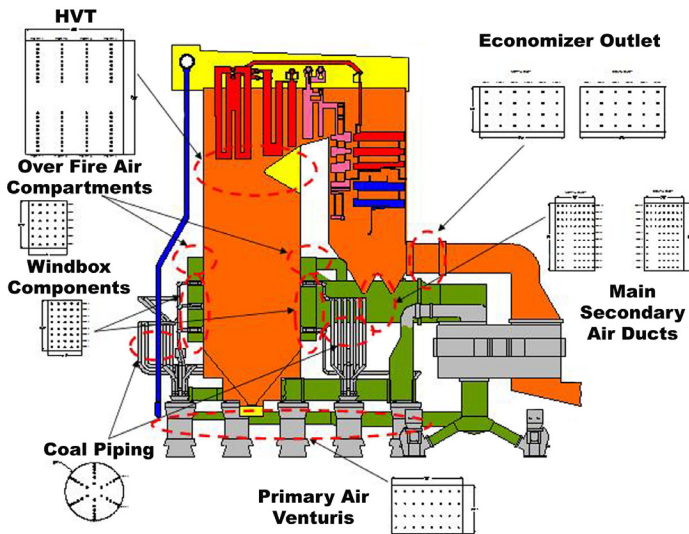 HVT
Economizer Outlet
Over Fire Air
Compartments
Windbox
Components
Main
Secondary
Air Ducts
Coal Piping
Primary Air
Venturis